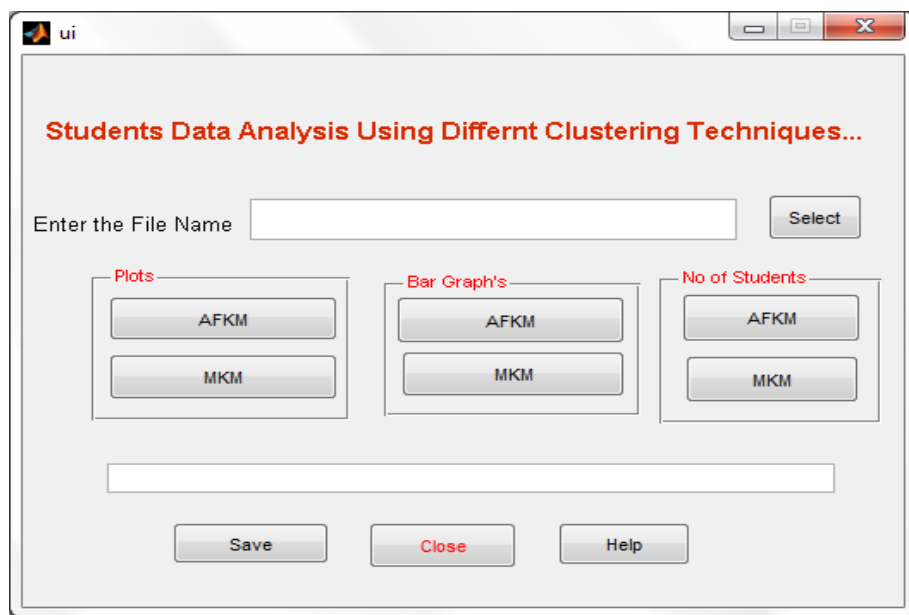 ui
Students Data Analysis Using Differnt Clustering Techniques...
Enter the File Name
Select
Plots
AFKM
MKM
Bar Graph's
AFKM
MKM
No of Students
AFKM
MKM
Save
Close
Help